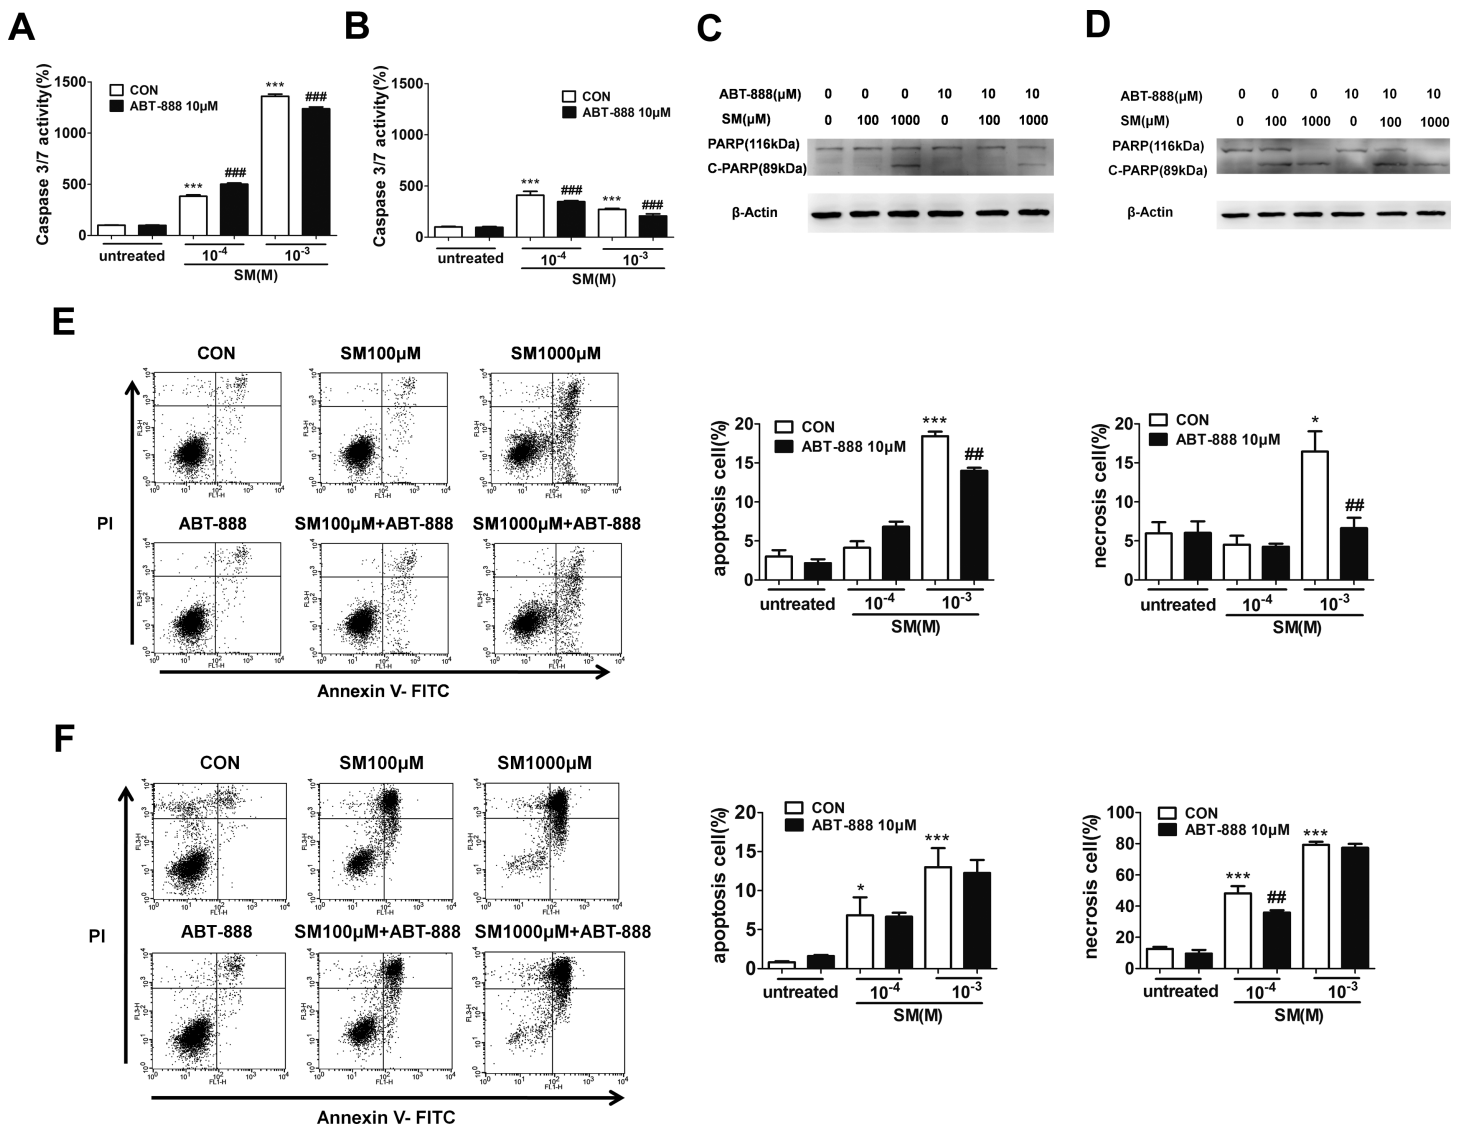 A
B
C
D
Caspase 3/7 activity(%)
1500
1000
500
0
CON
ABT-888 10μM
***
###
***
###
untreated
10-4
10-3
SM(M)
Caspase 3/7 activity(%)
1500
1000
500
0
CON
ABT-888 10μM
***
###
***
###
untreated
10-4
10-3
SM(M)
ABT-888(μM) 0 0 0 10 10 10
SM(μM) 0 100 1000 0 100 1000
PARP(116kDa)
C-PARP(89kDa)
β-Actin
ABT-888(μM) 0 0 0 10 10 10
SM(μM) 0 100 1000 0 100 1000
PARP(116kDa)
C-PARP(89kDa)
β-Actin
E
CON SM100μM SM1000μM
FL3-H
FL1-H
ABT-888 SM100μM+ABT-888 SM1000μM+ABT-888
PI
Annexin V- FITC
apoptosis cell(%)
20
15
10
5
0
CON
ABT-888 10μM
***
##
untreated
10-4
10-3
SM(M)
necrosis cell(%)
20
15
10
5
0
CON
ABT-888 10μM
*
##
untreated
10-4
10-3
SM(M)
F
CON SM100μM SM1000μM
FL3-H
FL1-H
ABT-888 SM100μM+ABT-888 SM1000μM+ABT-888
PI
Annexin V- FITC
apoptosis cell(%)
20
15
10
5
0
CON
ABT-888 10μM
*
***
untreated
10-4
10-3
SM(M)
necrosis cell(%)
100
80
60
40
20
0
CON
ABT-888 10μM
***
##
***
untreated
10-4
10-3
SM(M)